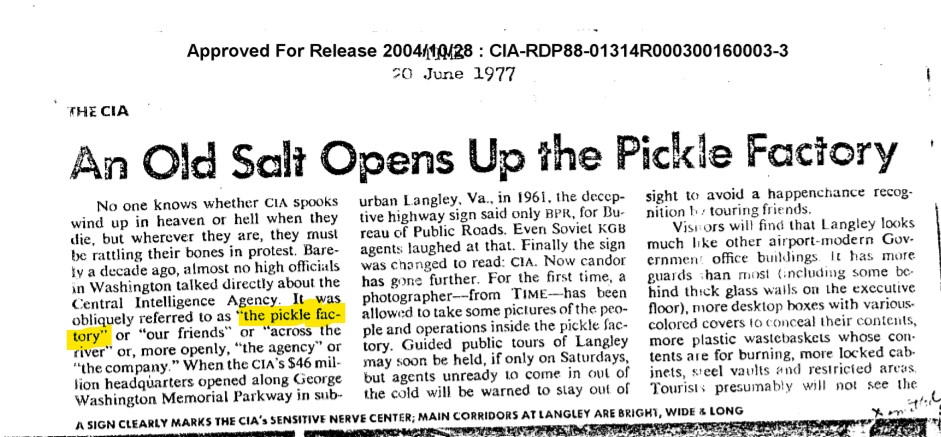 Approved For Release 2004/10/28 : CIA-RDP88-01314R000300160003-3
20 June 1977
THE CIA
An Old Salt Opens Up the Pickle Factory
No one knows whether CIA spooks
wind up in heaven or hell when they
die, but wherever they are, they must
be rattling their bones in protest. Bare-
ly a decade ago, almost no high officials
in Washington talked directly about the
Central Intelligence Agency. It was
obliquely referred to as "the pickle fac-
tory" or "our friends" or "across the
river" or, more openly, "the agency" or
"the company." When the CIA's $46 mil-
lion headquarters opened along George
Washington Memorial Parkway in sub-
urban Langley, Va., in 1961, the decep-
tive highway sign said only BPR, for Bu-
reau of Public Roads. Even Soviet KGB
agents laughed at that. Finally the sign
was changed to read: CIA. Now candor
has gone further. For the first time, a
photographer—from TIME—has been
allowed to take some pictures of the peo-
ple and operations inside the pickle fac-
tory. Guided public tours of Langley
may soon be held, if only on Saturdays,
but agents unready to come in out of
the cold will be warned to stay out of
sight to avoid a happenchance recog-
nition by touring friends.
Visitors will find that Langley looks
much like other airport-modern Gov-
ernment office buildings. It has more
guards than most (including some be-
hind thick glass walls on the executive
floor), more desktop boxes with various-
colored covers to conceal their contents,
more plastic wastebaskets whose con-
tents are for burning, more locked cab-
inets, steel vaults and restricted areas.
Tourists presumably will not see the
A SIGN CLEARLY MARKS THE CIA'S SENSITIVE NERVE CENTER; MAIN CORRIDORS AT LANGLEY ARE BRIGHT, WIDE & LONG